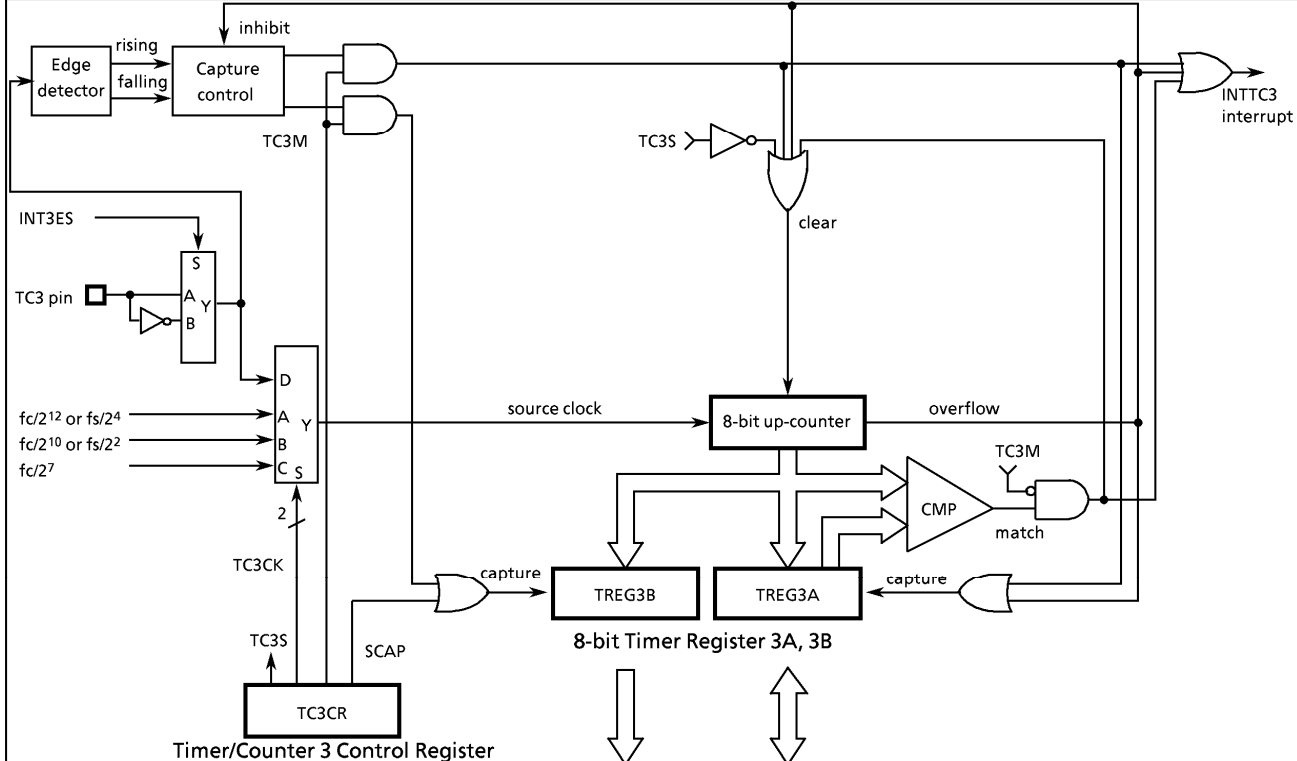 inhibit
rising
Edge
detector
falling
Capture
control
TC3M
INTTC3
interrupt
TC3S
clear
INT3ES
S
TC3 pin
A
Y
B
D
fc/2¹² or fs/2⁴
A
Y
source clock
8-bit up-counter
overflow
fc/2¹⁰ or fs/2²
B
fc/2⁷
C
S
TC3M
2
CMP
match
TC3CK
capture
TREG3B
TREG3A
capture
TC3S
SCAP
8-bit Timer Register 3A, 3B
TC3CR
Timer/Counter 3 Control Register